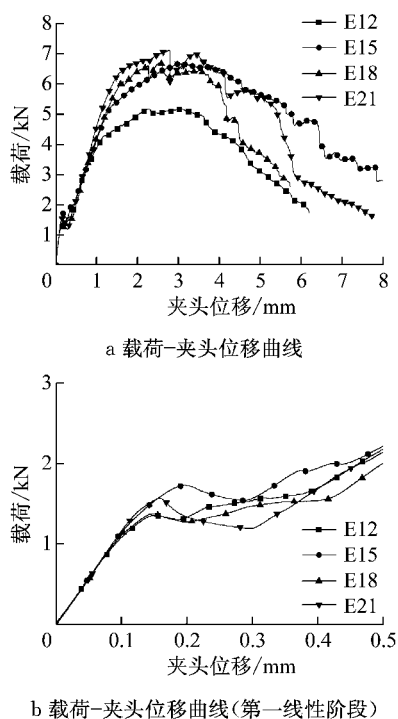 8
7
6
5
4
3
2
1
载荷/kN
E12
E15
E18
E21
0 1 2 3 4 5 6 7 8
夹头位移/mm
a 载荷-夹头位移曲线
3
2
1
载荷/kN
E12
E15
E18
E21
0 0.1 0.2 0.3 0.4 0.5
夹头位移/mm
b 载荷-夹头位移曲线(第一线性阶段)